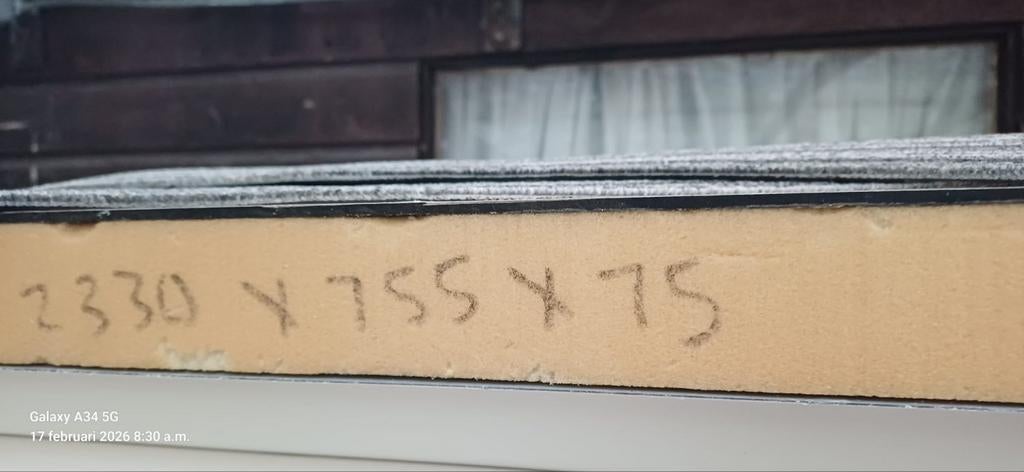 2330 X 755 X 75
Galaxy A34 5G
17 februari 2026 8:30 a.m.